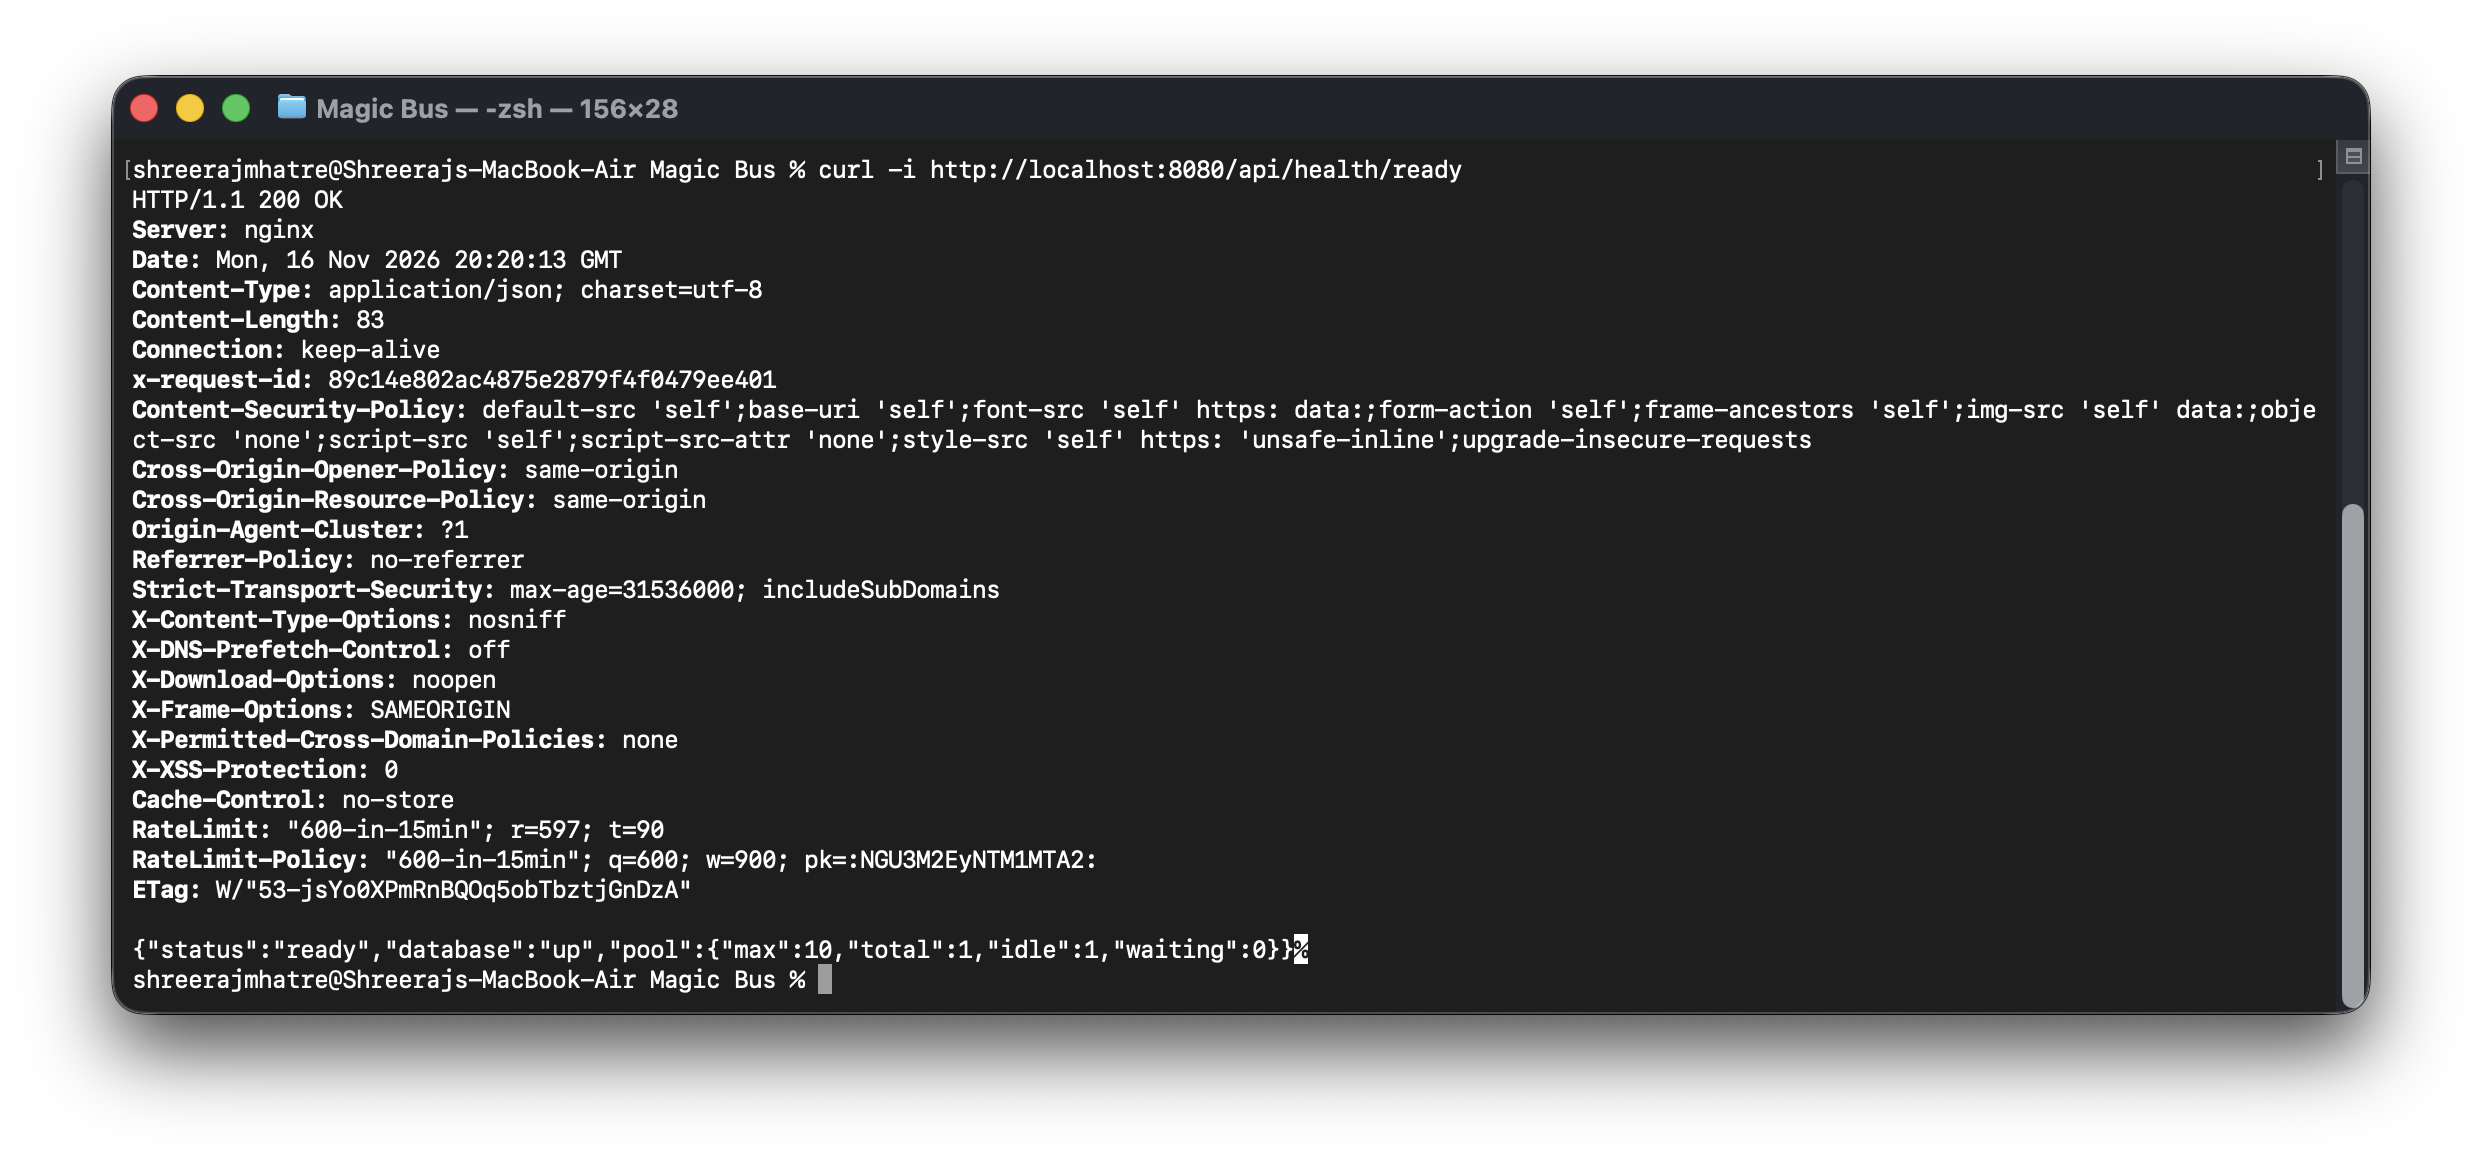 Magic Bus — -zsh — 156×28
[shreerajmhatre@Shreerajs-MacBook-Air Magic Bus % curl -i http://localhost:8080/api/health/ready ]
HTTP/1.1 200 OK
Server: nginx
Date: Mon, 16 Nov 2026 20:20:13 GMT
Content-Type: application/json; charset=utf-8
Content-Length: 83
Connection: keep-alive
x-request-id: 89c14e802ac4875e2879f4f0479ee401
Content-Security-Policy: default-src 'self';base-uri 'self';font-src 'self' https: data:;form-action 'self';frame-ancestors 'self';img-src 'self' data:;obje
ct-src 'none';script-src 'self';script-src-attr 'none';style-src 'self' https: 'unsafe-inline';upgrade-insecure-requests
Cross-Origin-Opener-Policy: same-origin
Cross-Origin-Resource-Policy: same-origin
Origin-Agent-Cluster: ?1
Referrer-Policy: no-referrer
Strict-Transport-Security: max-age=31536000; includeSubDomains
X-Content-Type-Options: nosniff
X-DNS-Prefetch-Control: off
X-Download-Options: noopen
X-Frame-Options: SAMEORIGIN
X-Permitted-Cross-Domain-Policies: none
X-XSS-Protection: 0
Cache-Control: no-store
RateLimit: "600-in-15min"; r=597; t=90
RateLimit-Policy: "600-in-15min"; q=600; w=900; pk=:NGU3M2EyNTM1MTA2:
ETag: W/"53-jsYo0XPmRnBQOq5obTbztjGnDzA"
{"status":"ready","database":"up","pool":{"max":10,"total":1,"idle":1,"waiting":0}}%
shreerajmhatre@Shreerajs-MacBook-Air Magic Bus %